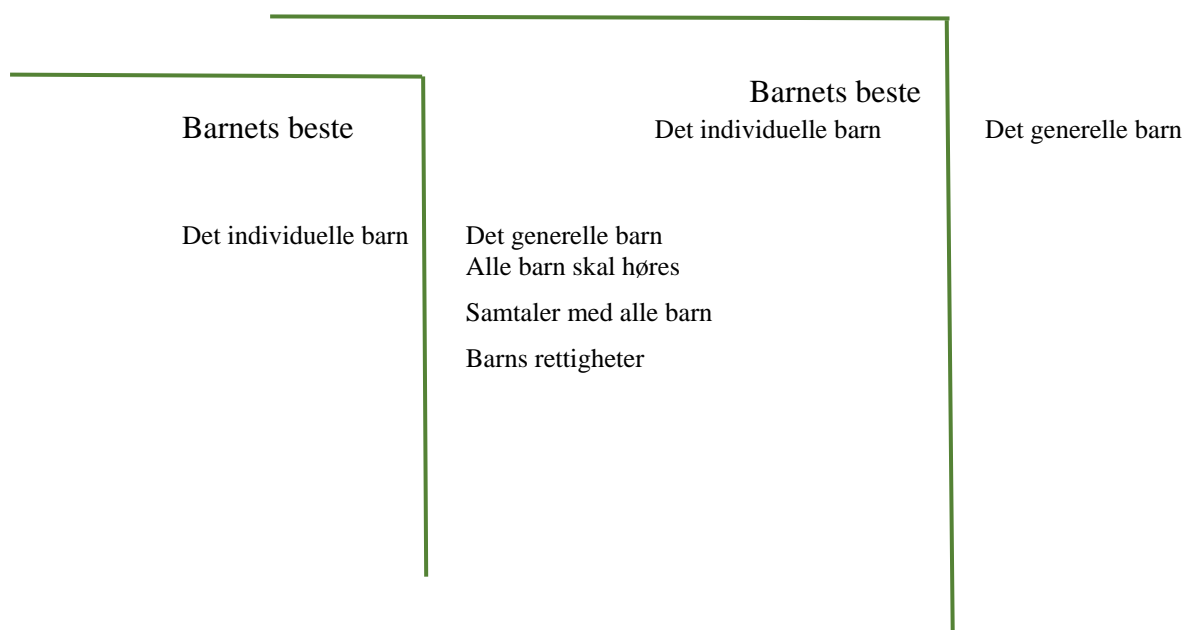 Barnets beste
Det individuelle barn
Det generelle barn
Alle barn skal høres
Samtaler med alle barn
Barns rettigheter
Barnets beste
Det individuelle barn
Det generelle barn